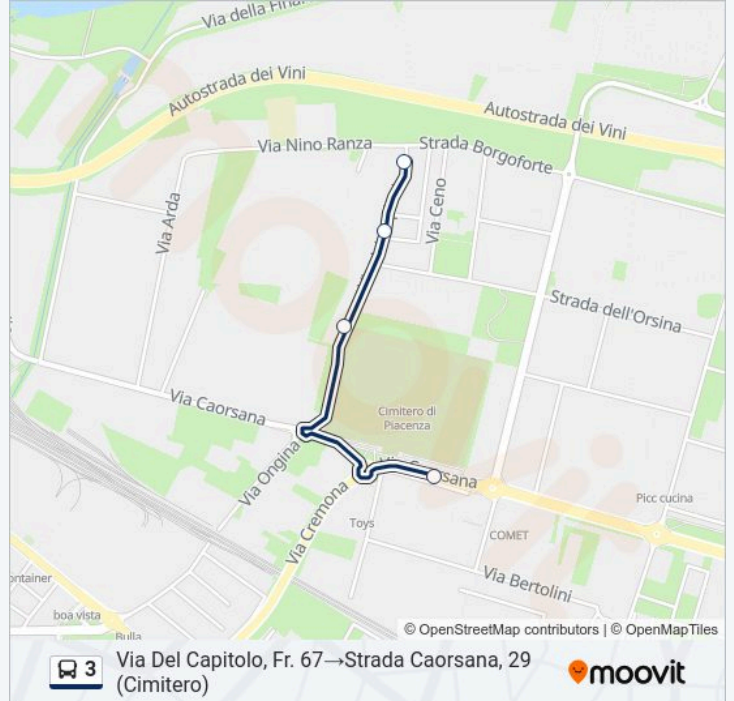 Via della Finar
Autostrada dei Vini
Autostrada dei Vini
Via Nino Ranza
Strada Borgoforte
Via Arda
Via Ceno
Strada dell'Orsina
Via Caorsana
Cimitero di
Piacenza
Via Ongina
sana
Via Cremona
Picc cucina
Toys
COMET
Via Bertolini
ontainer
boa vista
Bulla
© OpenStreetMap contributors | © OpenMapTiles
3 Via Del Capitolo, Fr. 67→Strada Caorsana, 29
(Cimitero)
moovit